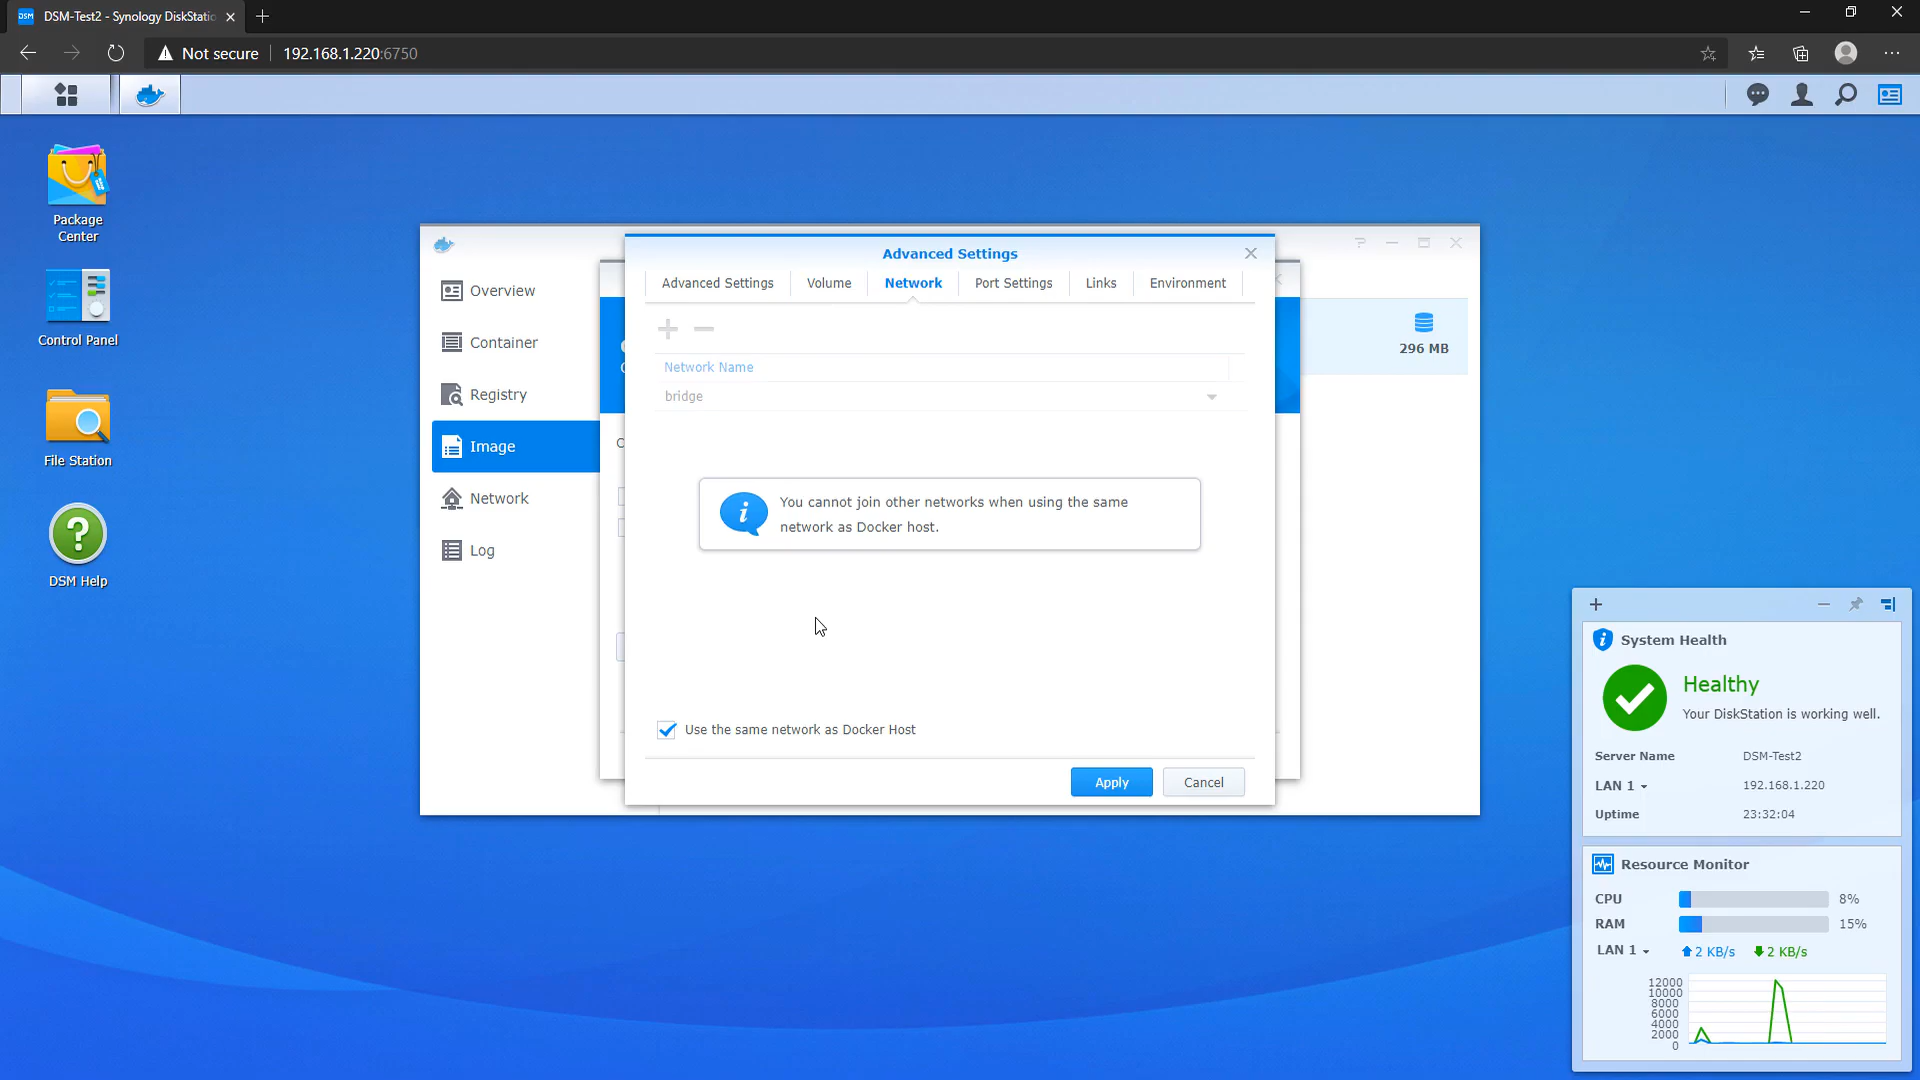 DSM
DSM-Test2 - Synology DiskStatio
Not secure
192.168.1.220:6750
Package
Center
Control Panel
File Station
?
DSM Help
Overview
Container
Registry
Image
Network
Log
Advanced Settings
Advanced Settings
Volume
Network
Port Settings
Links
Environment
Network Name
bridge
You cannot join other networks when using the same
network as Docker host.
Use the same network as Docker Host
Apply
Cancel
296 MB
System Health
Healthy
Your DiskStation is working well.
Server Name
DSM-Test2
LAN 1
192.168.1.220
Uptime
23:32:04
Resource Monitor
CPU
8%
RAM
15%
LAN 1
2 KB/s
2 KB/s
12000
10000
8000
6000
4000
2000
0